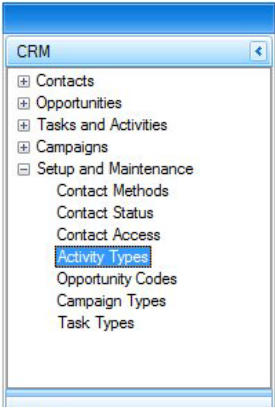 CRM
Contacts
Opportunities
Tasks and Activities
Campaigns
Setup and Maintenance
Contact Methods
Contact Status
Contact Access
Activity Types
Opportunity Codes
Campaign Types
Task Types